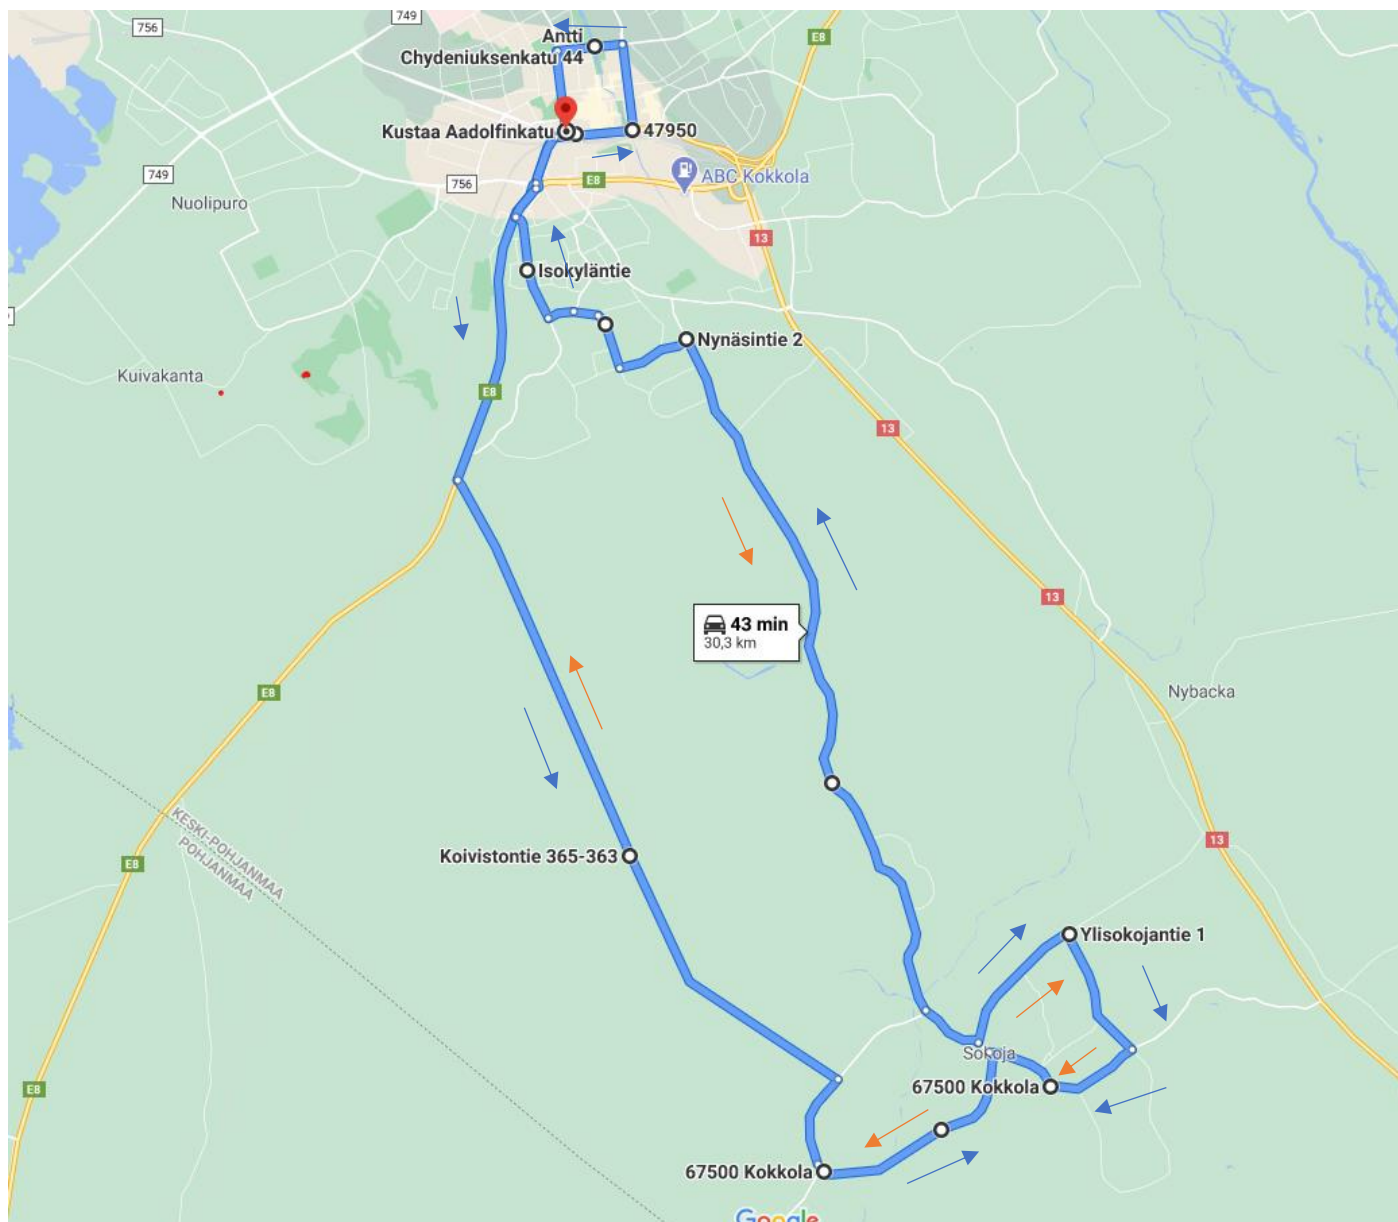 749
756
E8
Antti
Chydeniuksenkatu 44
Kustaa Aadolfinkatu
47950
749
756
E8
ABC Kokkola
Nuolipuro
13
Isokyläntie
Nynäsintie 2
Kuivakanta
E8
13
43 min
30,3 km
13
E8
Nybacka
KESKI-POHJANMAA
POHJANMAA
E8
13
Koivistontie 365-363
Ylisokojantie 1
Sokoja
E8
67500 Kokkola
67500 Kokkola
Google